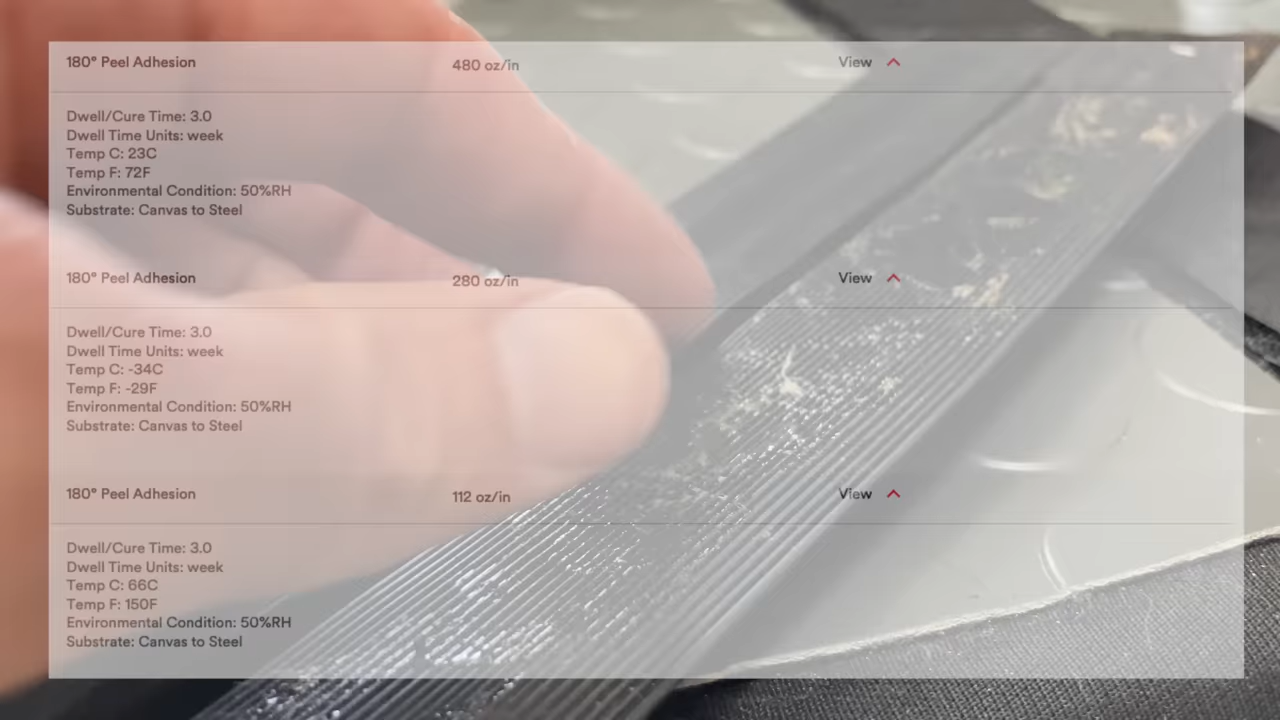 180° Peel Adhesion 480 oz/in View
Dwell/Cure Time: 3.0
Dwell Time Units: week
Temp C: 23C
Temp F: 72F
Environmental Condition: 50%RH
Substrate: Canvas to Steel
180° Peel Adhesion 280 oz/in View
Dwell/Cure Time: 3.0
Dwell Time Units: week
Temp C: -34C
Temp F: -29F
Environmental Condition: 50%RH
Substrate: Canvas to Steel
180° Peel Adhesion 112 oz/in View
Dwell/Cure Time: 3.0
Dwell Time Units: week
Temp C: 66C
Temp F: 150F
Environmental Condition: 50%RH
Substrate: Canvas to Steel